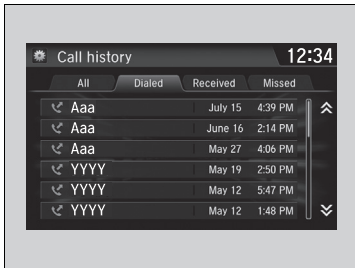 Call history 12:34
All Dialed Received Missed
Aaa July 15 4:39 PM
Aaa June 16 2:14 PM
Aaa May 27 4:06 PM
YYYY May 19 2:50 PM
YYYY May 12 5:47 PM
YYYY May 12 1:48 PM